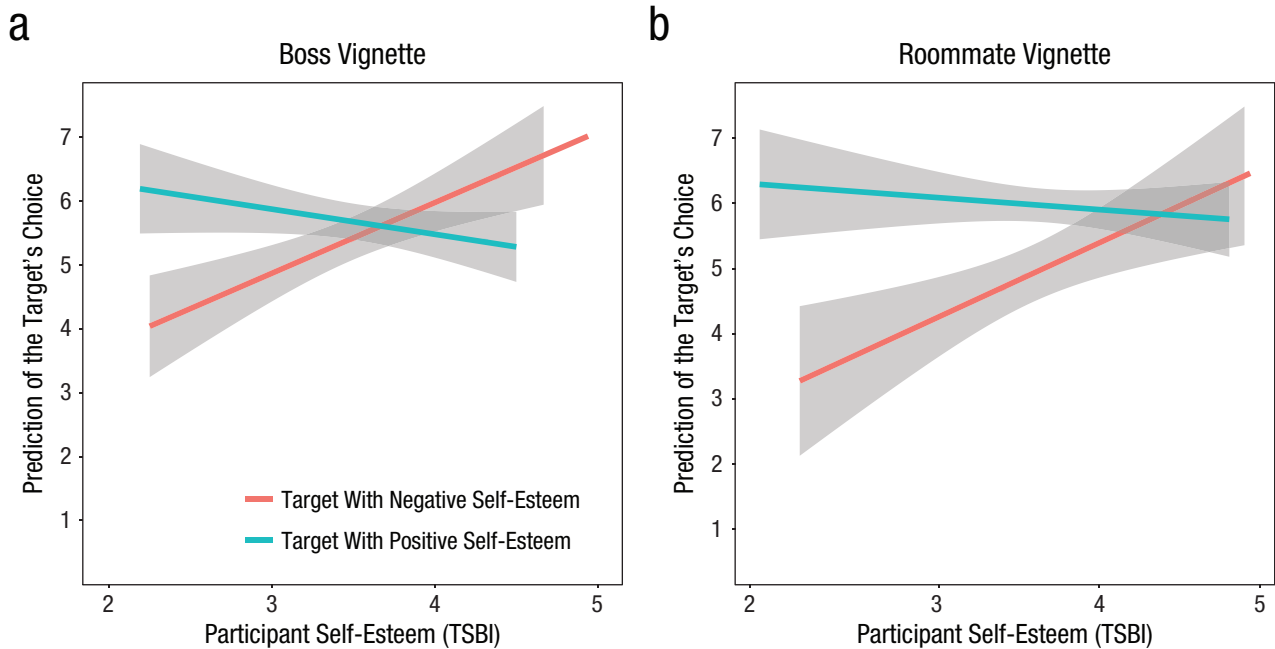 a
Boss Vignette
Prediction of the Target's Choice
7
6
5
4
3
2
1
Target With Negative Self-Esteem
Target With Positive Self-Esteem
2 3 4 5
Participant Self-Esteem (TSBI)
b
Roommate Vignette
Prediction of the Target's Choice
7
6
5
4
3
2
1
2 3 4 5
Participant Self-Esteem (TSBI)